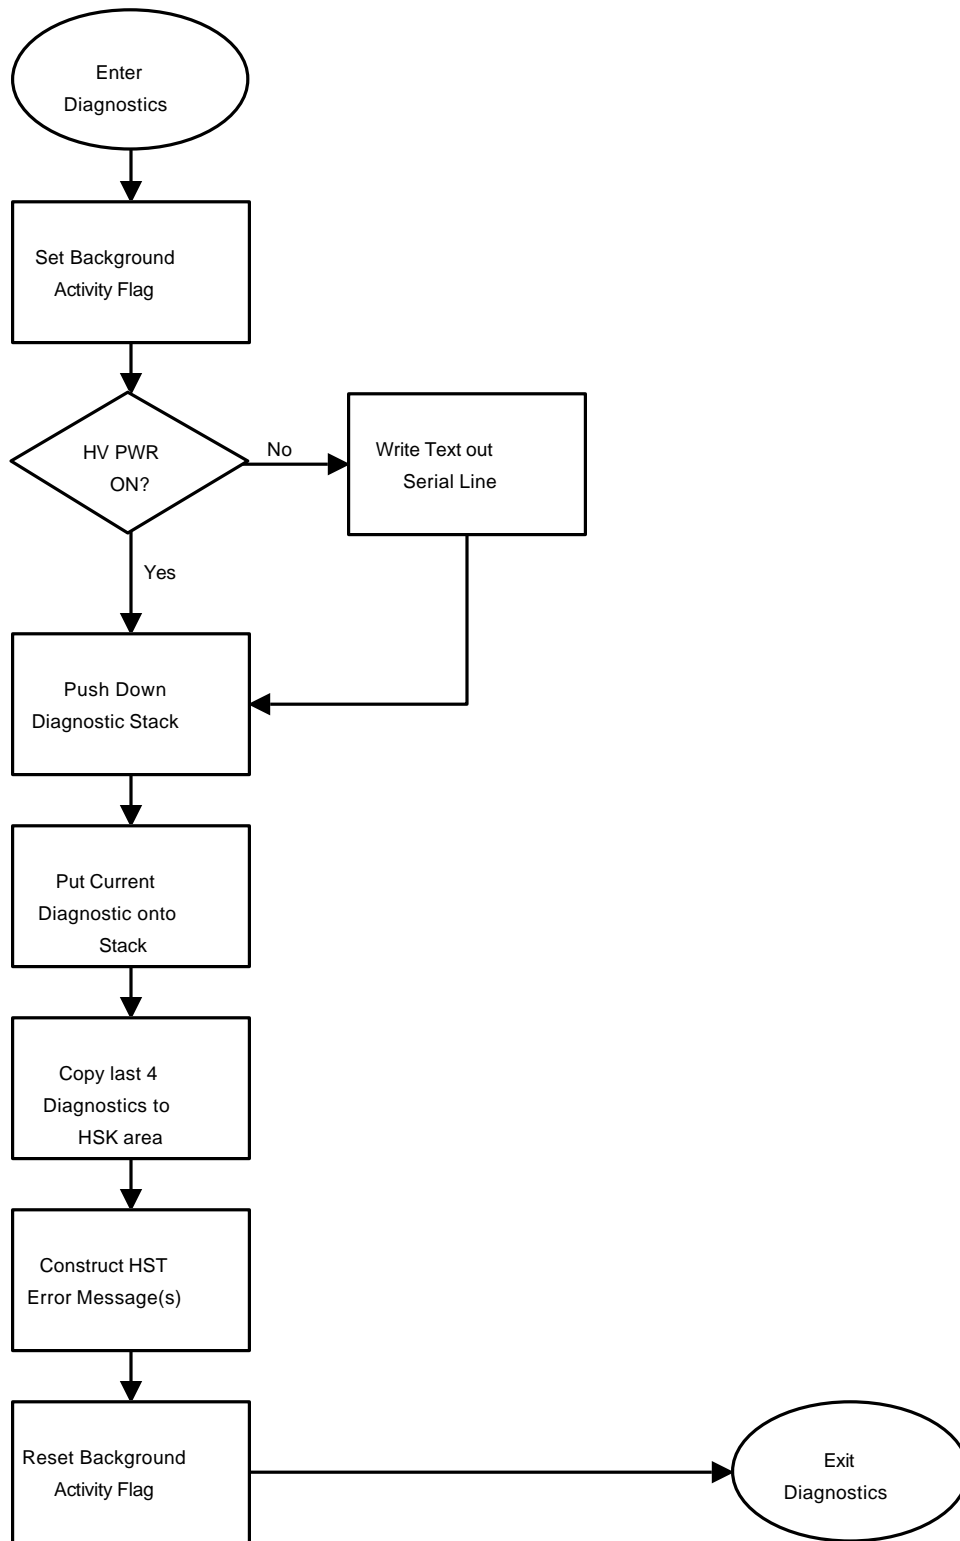 Enter
Diagnostics
Set Background
Activity Flag
HV PWR
ON?
No
Write Text out
Serial Line
Yes
Push Down
Diagnostic Stack
Put Current
Diagnostic onto
Stack
Copy last 4
Diagnostics to
HSK area
Construct HST
Error Message(s)
Reset Background
Activity Flag
Exit
Diagnostics